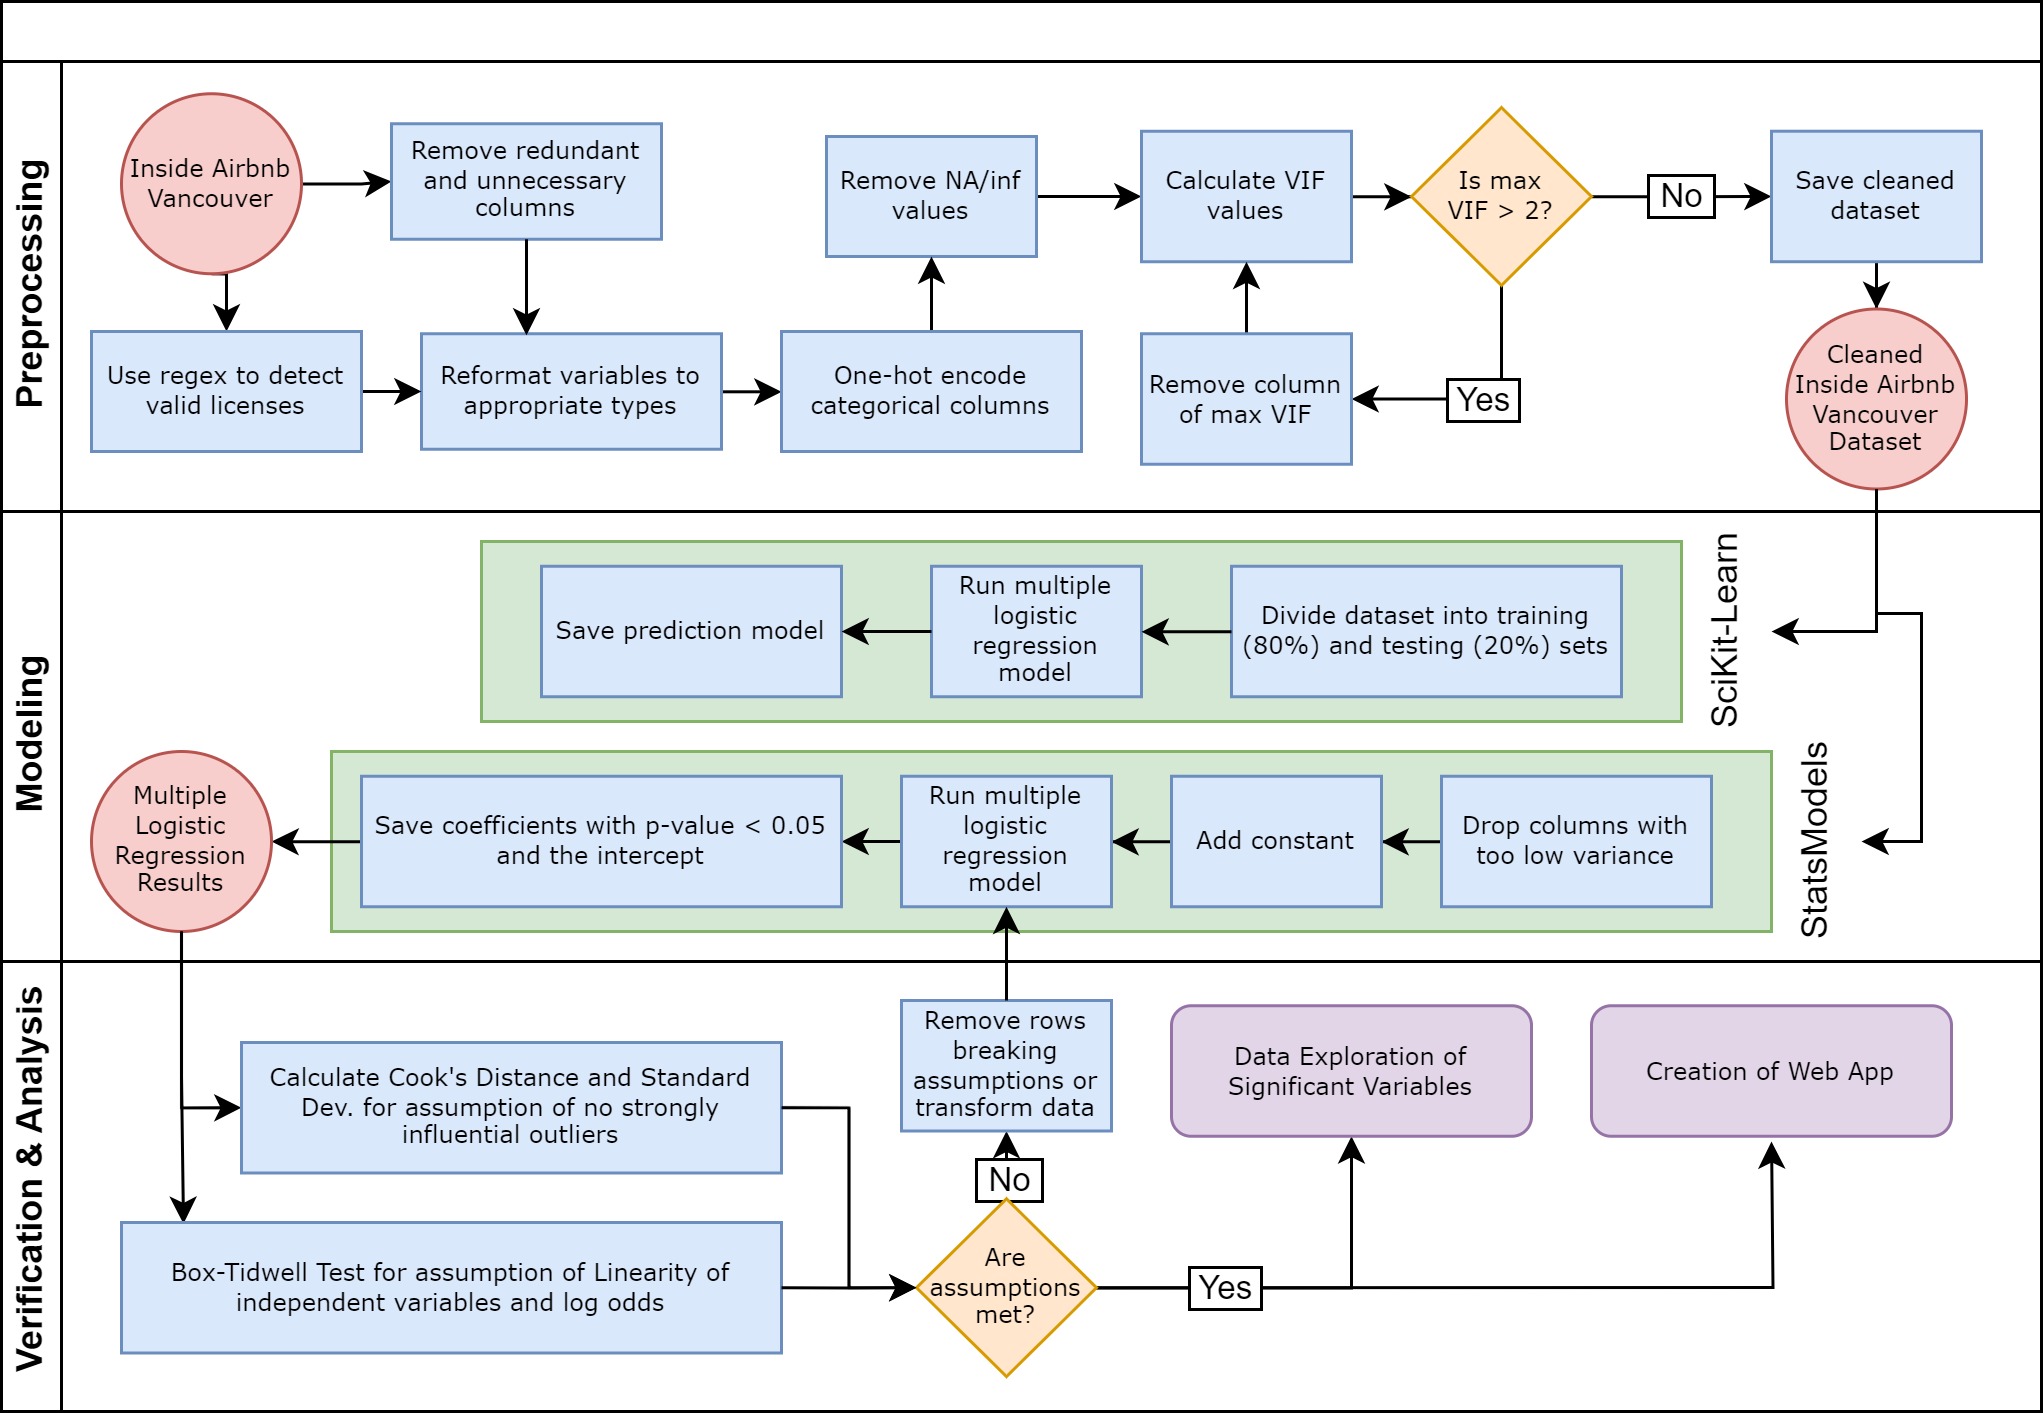 Preprocessing
Inside Airbnb
Vancouver
Remove redundant
and unnecessary
columns
Use regex to detect
valid licenses
Reformat variables to
appropriate types
One-hot encode
categorical columns
Remove NA/inf
values
Calculate VIF
values
Is max
VIF > 2?
Yes
Remove column
of max VIF
No
Save cleaned
dataset
Cleaned
Inside Airbnb
Vancouver
Dataset
Modeling
SciKit-Learn
Divide dataset into training
(80%) and testing (20%) sets
Run multiple
logistic
regression
model
Save prediction model
StatsModels
Drop columns with
too low variance
Add constant
Run multiple
logistic
regression
model
Save coefficients with p-value < 0.05
and the intercept
Multiple
Logistic
Regression
Results
Verification & Analysis
Calculate Cook's Distance and Standard
Dev. for assumption of no strongly
influential outliers
Box-Tidwell Test for assumption of Linearity of
independent variables and log odds
Are
assumptions
met?
No
Remove rows
breaking
assumptions or
transform data
Yes
Data Exploration of
Significant Variables
Creation of Web App